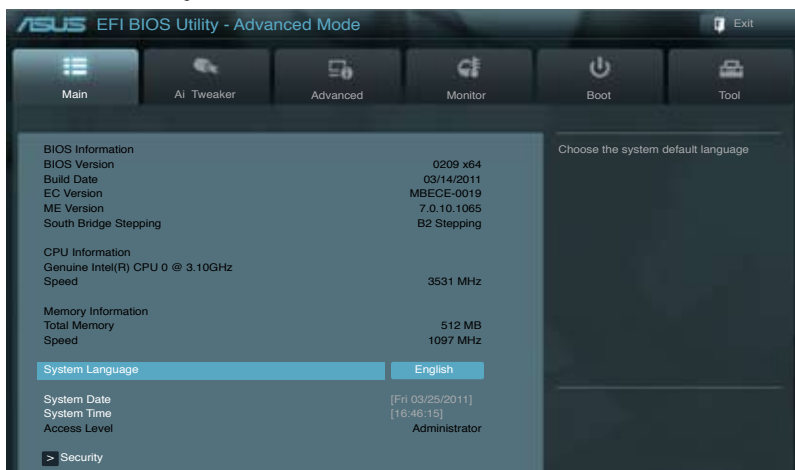 ASUS EFI BIOS Utility - Advanced Mode
Exit
Main Ai Tweaker Advanced Monitor Boot Tool
BIOS Information
BIOS Version 0209 x64
Build Date 03/14/2011
EC Version MBECE-0019
ME Version 7.0.10.1065
South Bridge Stepping B2 Stepping
CPU Information
Genuine Intel(R) CPU 0 @ 3.10GHz
Speed 3531 MHz
Memory Information
Total Memory 512 MB
Speed 1097 MHz
System Language English
System Date [Fri 03/25/2011]
System Time [16:46:15]
Access Level Administrator
> Security
Choose the system default language